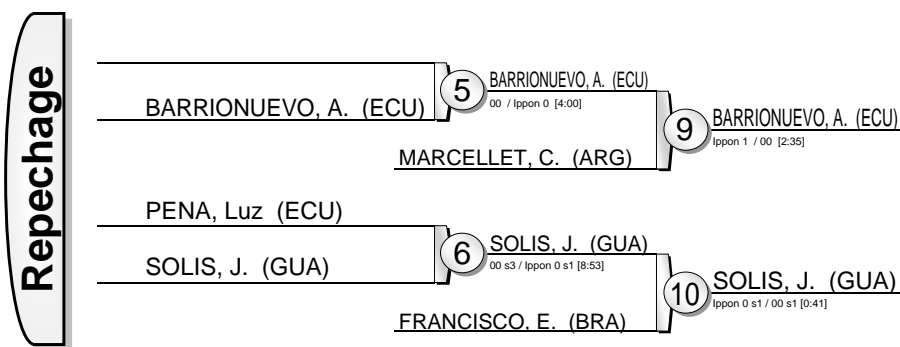 Repechage
BARRIONUEVO, A. (ECU)
5
BARRIONUEVO, A. (ECU)
00 / Ippon 0 [4:00]
MARCELLET, C. (ARG)
9
BARRIONUEVO, A. (ECU)
Ippon 1 / 00 [2:35]
PENA, Luz (ECU)
SOLIS, J. (GUA)
6
SOLIS, J. (GUA)
00 s3 / Ippon 0 s1 [8:53]
FRANCISCO, E. (BRA)
10
SOLIS, J. (GUA)
Ippon 0 s1 / 00 s1 [0:41]